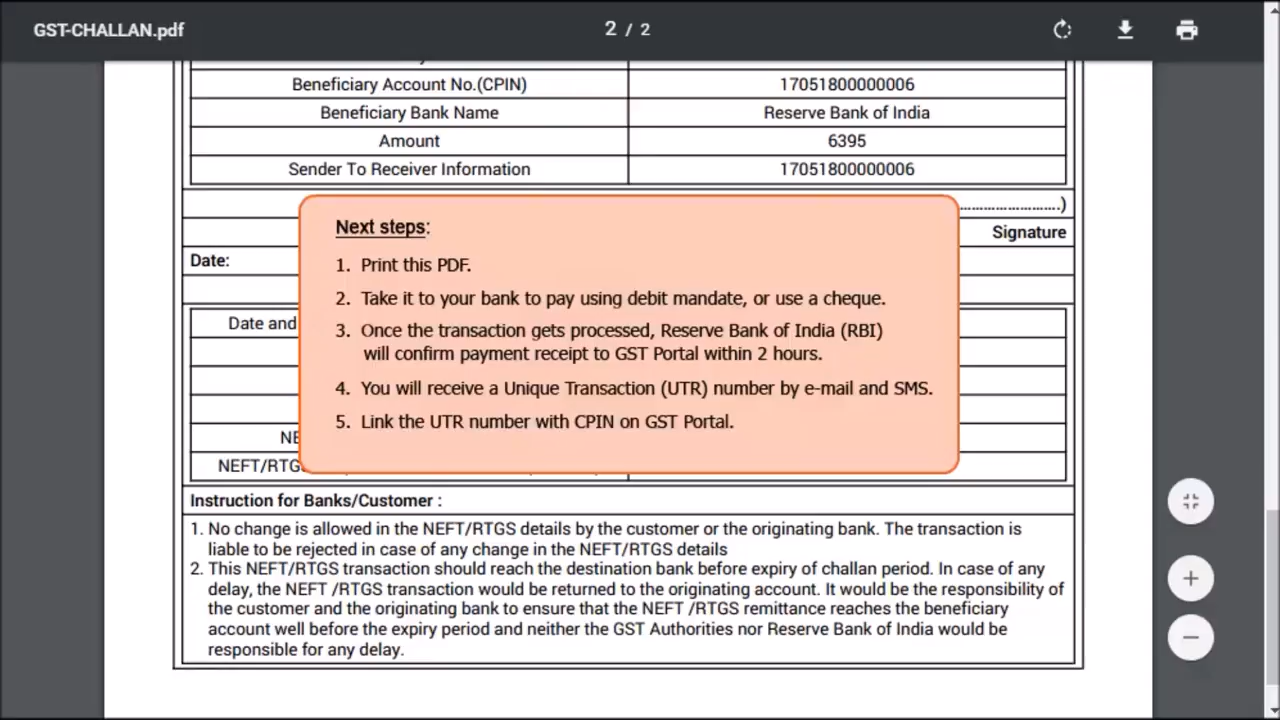 GST-CHALLAN.pdf
2 / 2
Beneficiary Account No.(CPIN) 17051800000006
Beneficiary Bank Name Reserve Bank of India
Amount 6395
Sender To Receiver Information 17051800000006
...........................)
Signature
Date:
Date and
NE
NEFT/RTG
Next steps:
1. Print this PDF.
2. Take it to your bank to pay using debit mandate, or use a cheque.
3. Once the transaction gets processed, Reserve Bank of India (RBI)
will confirm payment receipt to GST Portal within 2 hours.
4. You will receive a Unique Transaction (UTR) number by e-mail and SMS.
5. Link the UTR number with CPIN on GST Portal.
Instruction for Banks/Customer :
1. No change is allowed in the NEFT/RTGS details by the customer or the originating bank. The transaction is
liable to be rejected in case of any change in the NEFT/RTGS details
2. This NEFT/RTGS transaction should reach the destination bank before expiry of challan period. In case of any
delay, the NEFT /RTGS transaction would be returned to the originating account. It would be the responsibility of
the customer and the originating bank to ensure that the NEFT /RTGS remittance reaches the beneficiary
account well before the expiry period and neither the GST Authorities nor Reserve Bank of India would be
responsible for any delay.